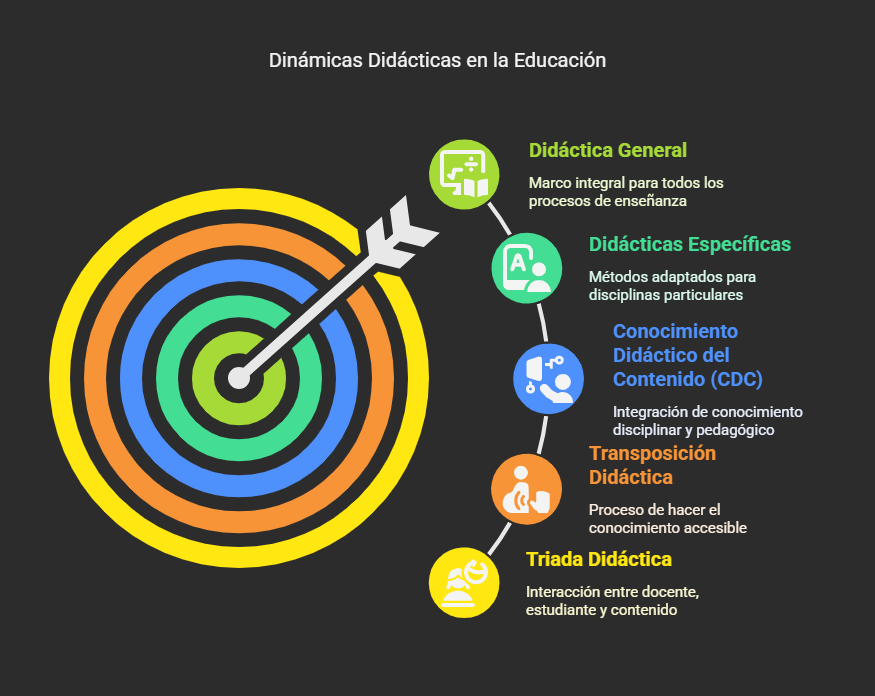 Dinámicas Didácticas en la Educación
Didáctica General
Marco integral para todos los
procesos de enseñanza
Didácticas Específicas
Métodos adaptados para
disciplinas particulares
Conocimiento
Didáctico del
Contenido (CDC)
Integración de conocimiento
disciplinar y pedagógico
Transposición
Didáctica
Proceso de hacer el
conocimiento accesible
Triada Didáctica
Interacción entre docente,
estudiante y contenido